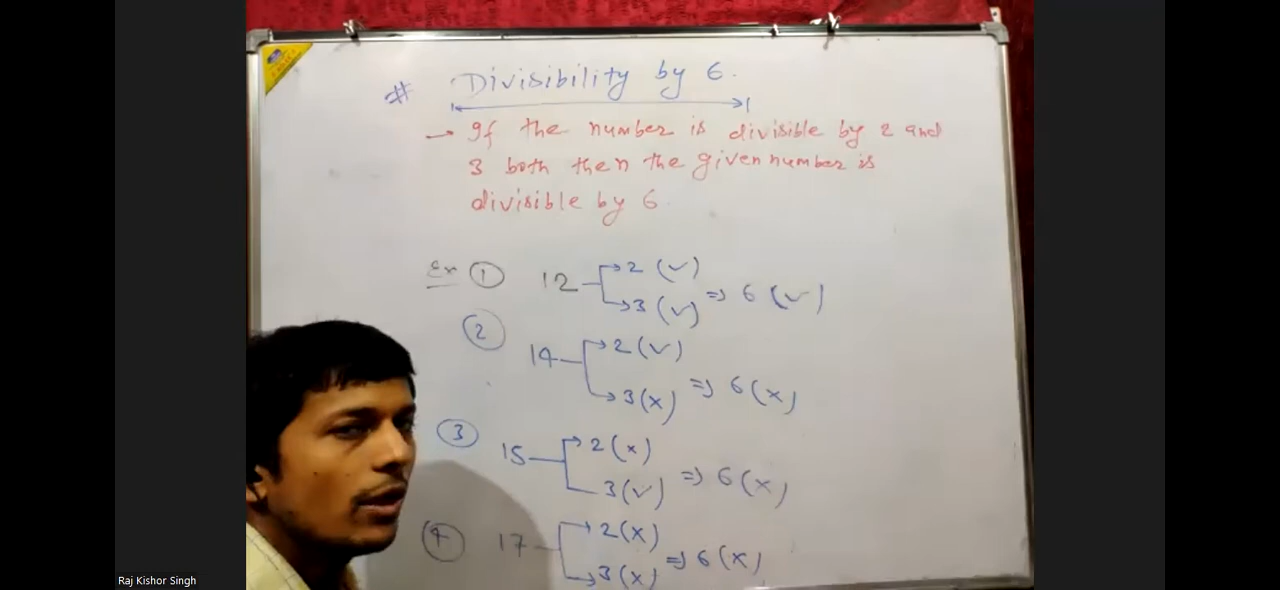 # Divisibility by 6.
→ If the number is divisible by 2 and
3 both then the given number is
divisible by 6
Ex ① 12 → 2 (✓)
→ 3 (✓) ⇒ 6 (✓)
② 14 → 2 (✓)
→ 3 (x) ⇒ 6 (x)
③ 15 → 2 (x)
3 (✓) ⇒ 6 (x)
④ 17 → 2 (x)
→ 3 (x) ⇒ 6 (x)
Raj Kishor Singh